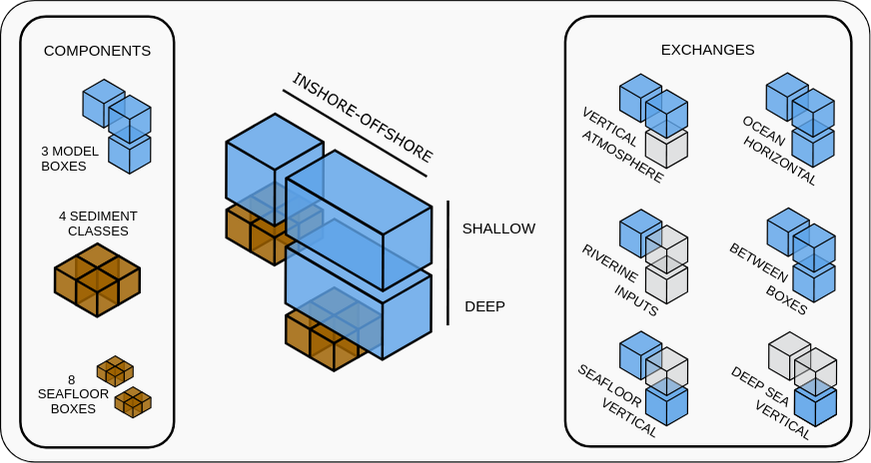 COMPONENTS
3 MODEL
BOXES
4 SEDIMENT
CLASSES
8
SEAFLOOR
BOXES
INSHORE-OFFSHORE
SHALLOW
DEEP
EXCHANGES
VERTICAL
ATMOSPHERE
OCEAN
HORIZONTAL
RIVERINE
INPUTS
BETWEEN
BOXES
SEAFLOOR
VERTICAL
DEEP SEA
VERTICAL